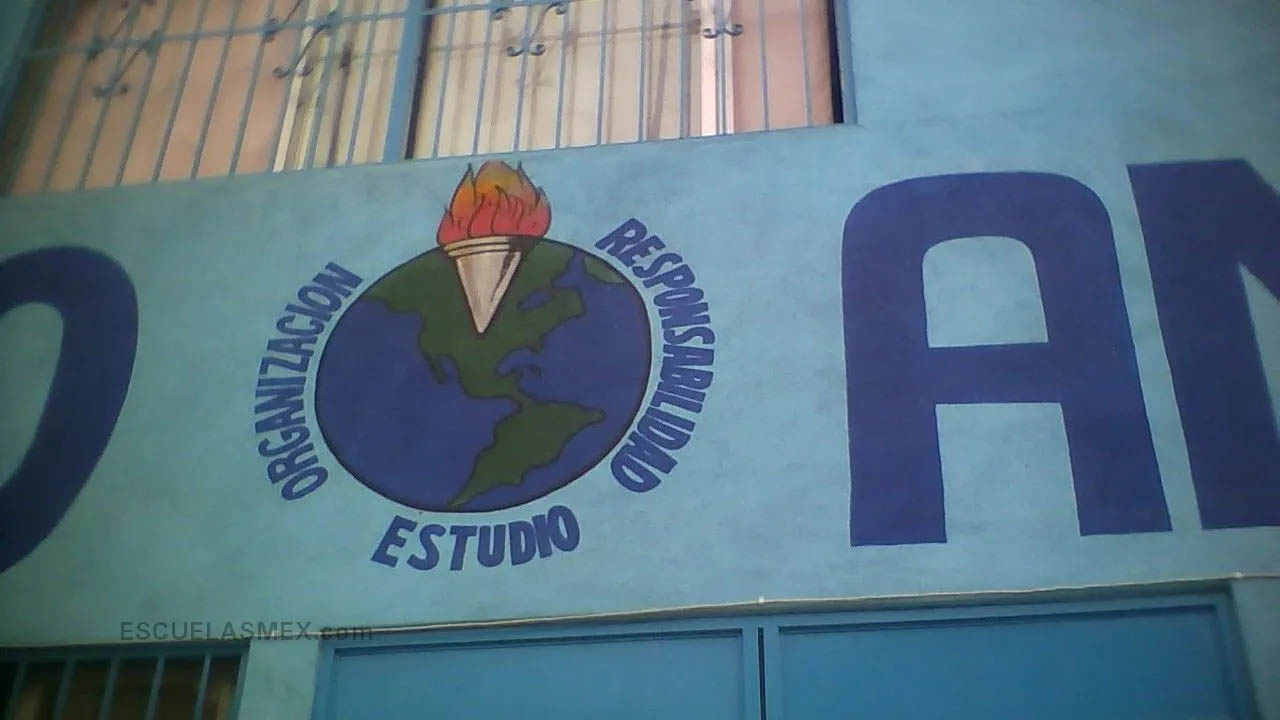 ORGANIZACION
RESPONSABILIDAD
ESTUDIO
ESCUELASMEX.com